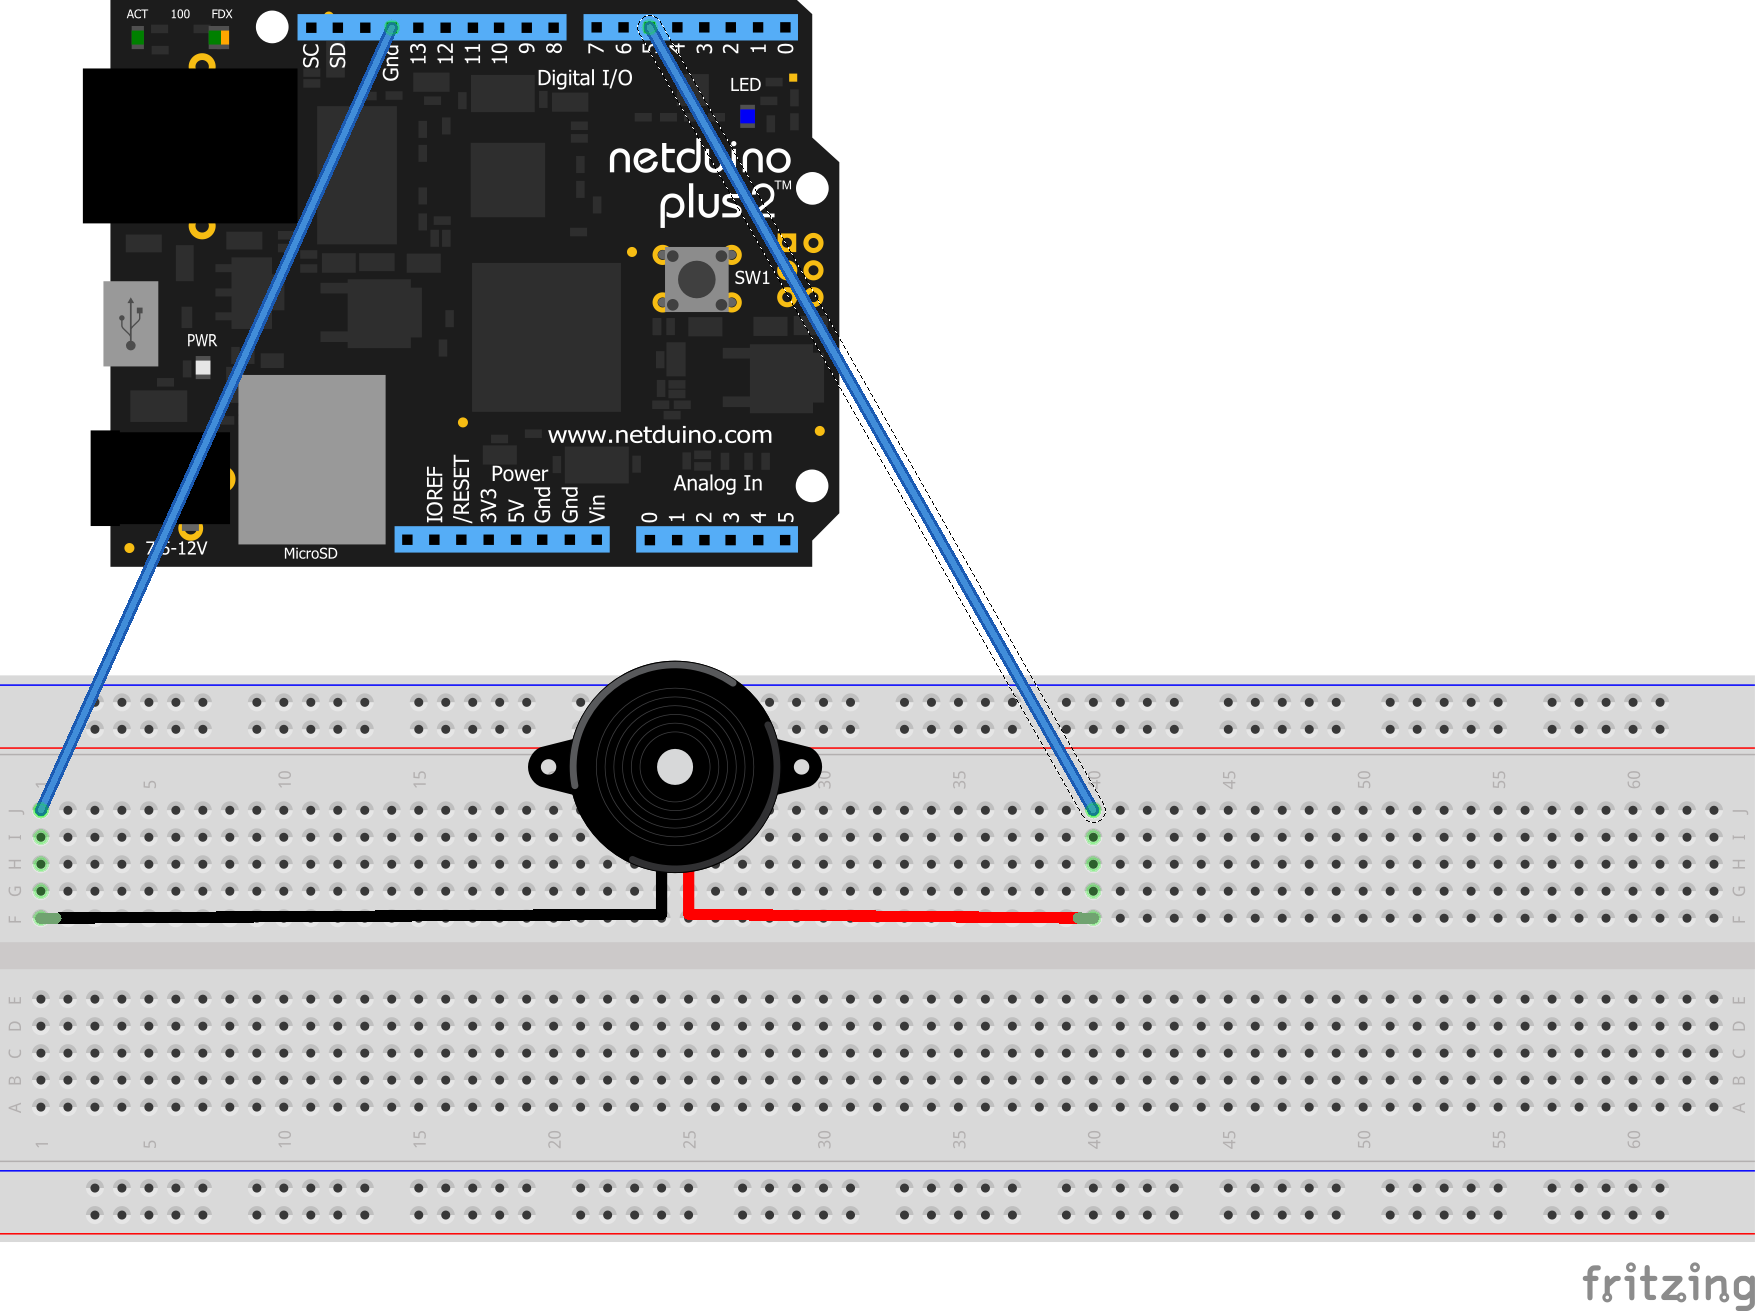 ACT 100 FDX
SC
SD
Gnd
13
12
11
10
9
8
7
6
5
4
3
2
1
0
Digital I/O
LED
netduino
plus 2 TM
SW1
PWR
www.netduino.com
IOREF
/RESET
3V3
5V
Gnd
Gnd
Vin
Power
Analog In
0
1
2
3
4
5
7.5-12V
MicroSD
1 5 10 15 30 35 40 45 50 55 60
J J
I I
H H
G G
F F
E E
D D
C C
B B
A A
1 5 10 15 20 25 30 35 40 45 50 55 60
fritzing